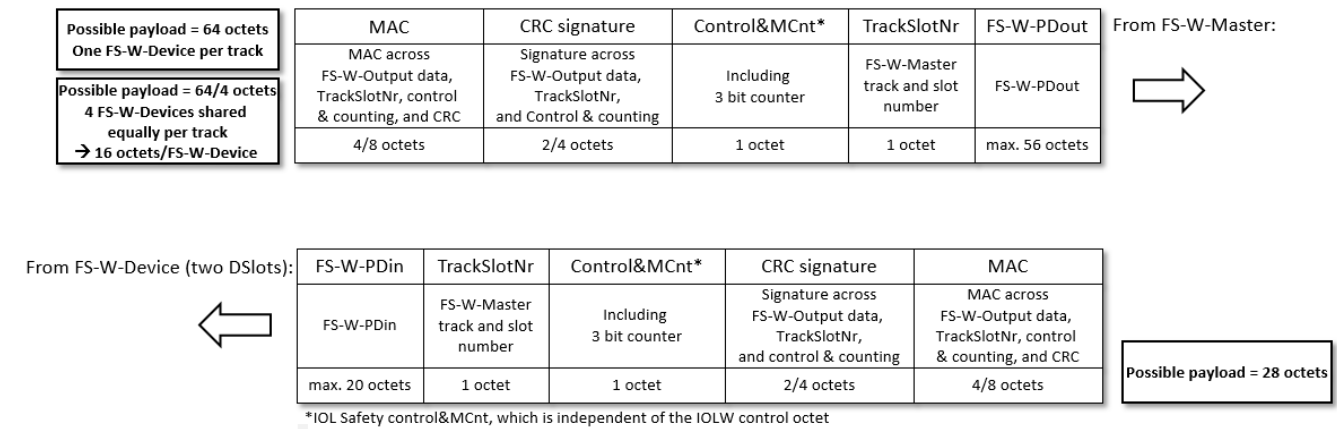 Possible payload = 64 octets
One FS-W-Device per track
Possible payload = 64/4 octets
4 FS-W-Devices shared
equally per track
→ 16 octets/FS-W-Device
MAC
CRC signature
Control&MCnt*
TrackSlotNr
FS-W-PDout
From FS-W-Master:
MAC across
FS-W-Output data,
TrackSlotNr, control
& counting, and CRC
Signature across
FS-W-Output data,
TrackSlotNr,
and Control & counting
Including
3 bit counter
FS-W-Master
track and slot
number
FS-W-PDout
4/8 octets
2/4 octets
1 octet
1 octet
max. 56 octets
From FS-W-Device (two DSlots):
FS-W-PDin
TrackSlotNr
Control&MCnt*
CRC signature
MAC
FS-W-PDin
FS-W-Master
track and slot
number
Including
3 bit counter
Signature across
FS-W-Output data,
TrackSlotNr,
and control & counting
MAC across
FS-W-Output data,
TrackSlotNr, control
& counting, and CRC
max. 20 octets
1 octet
1 octet
2/4 octets
4/8 octets
Possible payload = 28 octets
*IOL Safety control&MCnt, which is independent of the IOLW control octet